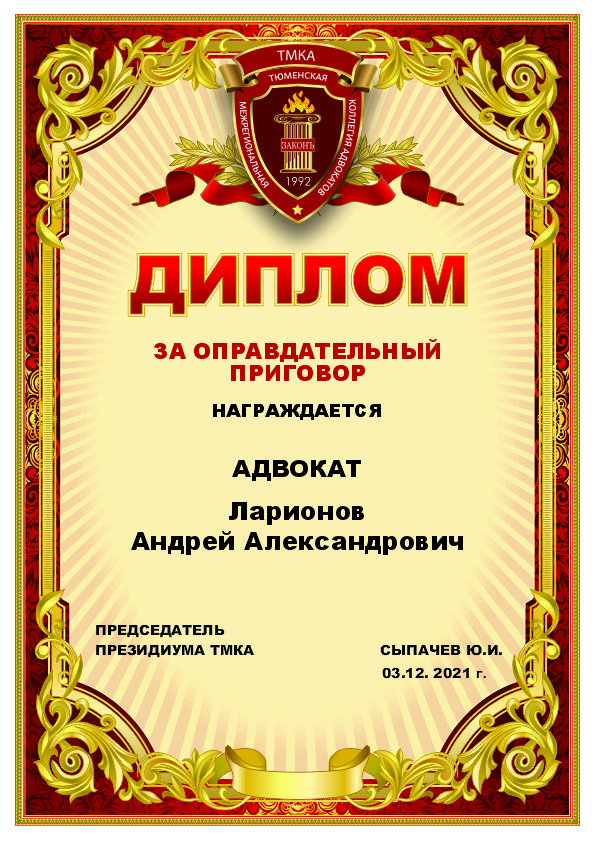 ТМКА
ТЮМЕНСКАЯ
МЕЖРЕГИОНАЛЬНАЯ
КОЛЛЕГИЯ АДВОКАТОВ
ЗАКОНЪ
1992
ДИПЛОМ
ЗА ОПРАВДАТЕЛЬНЫЙ
ПРИГОВОР
НАГРАЖДАЕТСЯ
АДВОКАТ
Ларионов
Андрей Александрович
ПРЕДСЕДАТЕЛЬ
ПРЕЗИДИУМА ТМКА СЫПАЧЕВ Ю.И.
03.12. 2021 г.